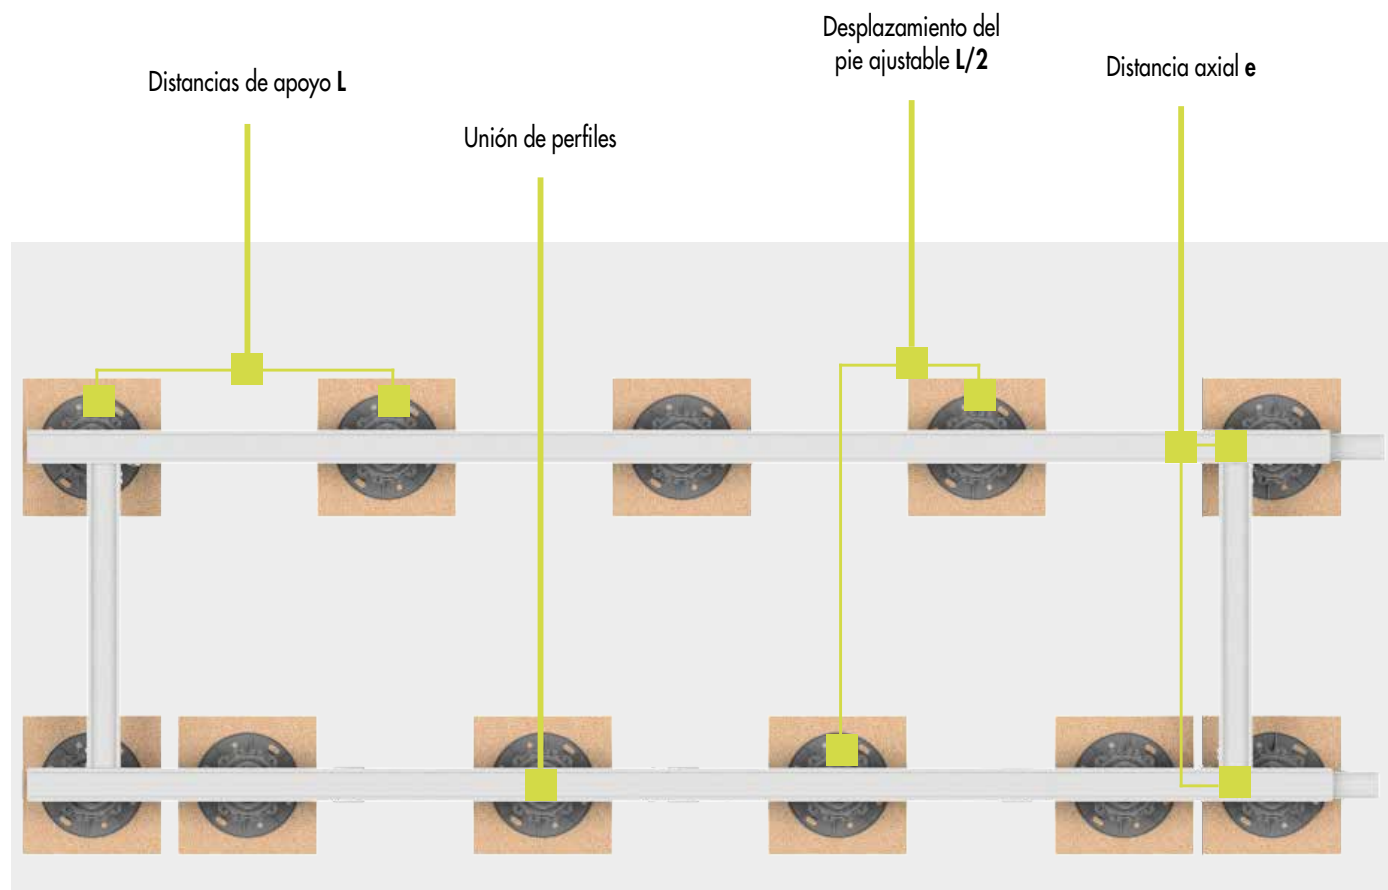 Desplazamiento del
pie ajustable L/2
Distancias de apoyo L
Distancia axial e
Unión de perfiles